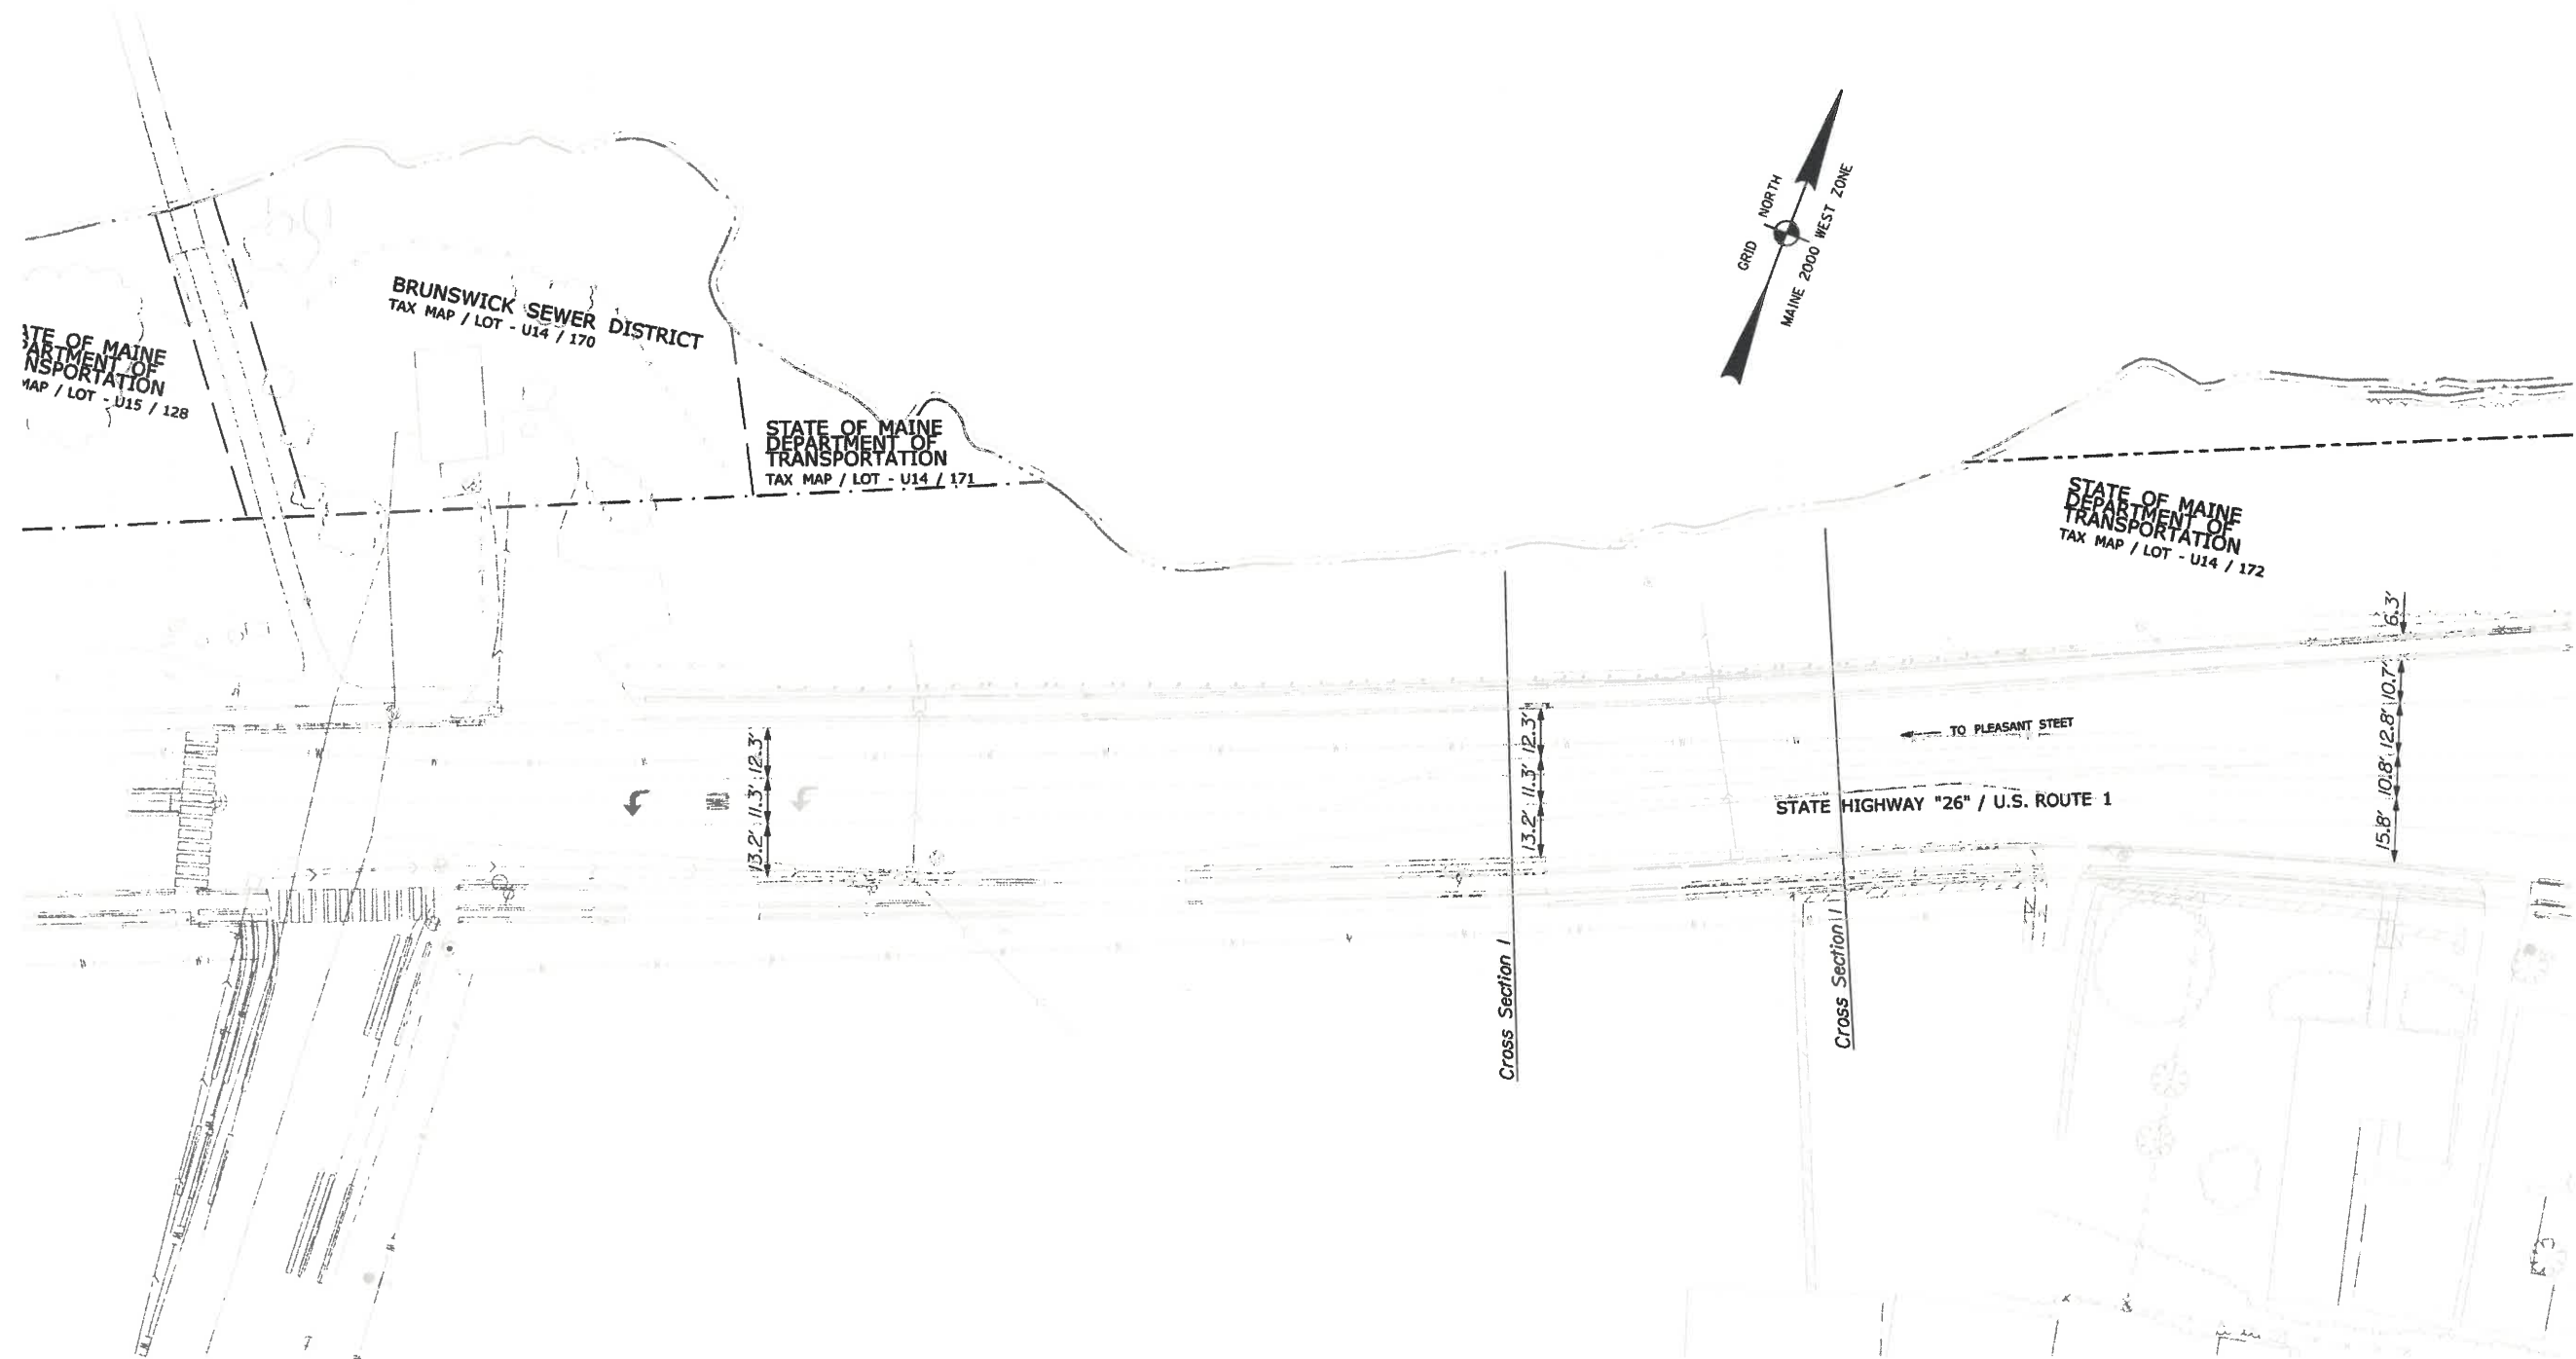 BRUNSWICK SEWER DISTRICT
TAX MAP / LOT - U14 / 170
ATE OF MAINE
PARTMENT OF
NSPORTATION
MAP / LOT - U15 / 128
STATE OF MAINE
DEPARTMENT OF
TRANSPORTATION
TAX MAP / LOT - U14 / 171
GRID NORTH
MAINE 2000 WEST ZONE
STATE OF MAINE
DEPARTMENT OF
TRANSPORTATION
TAX MAP / LOT - U14 / 172
13.2' 11.3' 12.3'
13.2' 11.3' 12.3'
15.8' 10.8' 12.8' 10.7' 6.3'
TO PLEASANT STEET
STATE HIGHWAY "26" / U.S. ROUTE 1
Cross Section 1
Cross Section